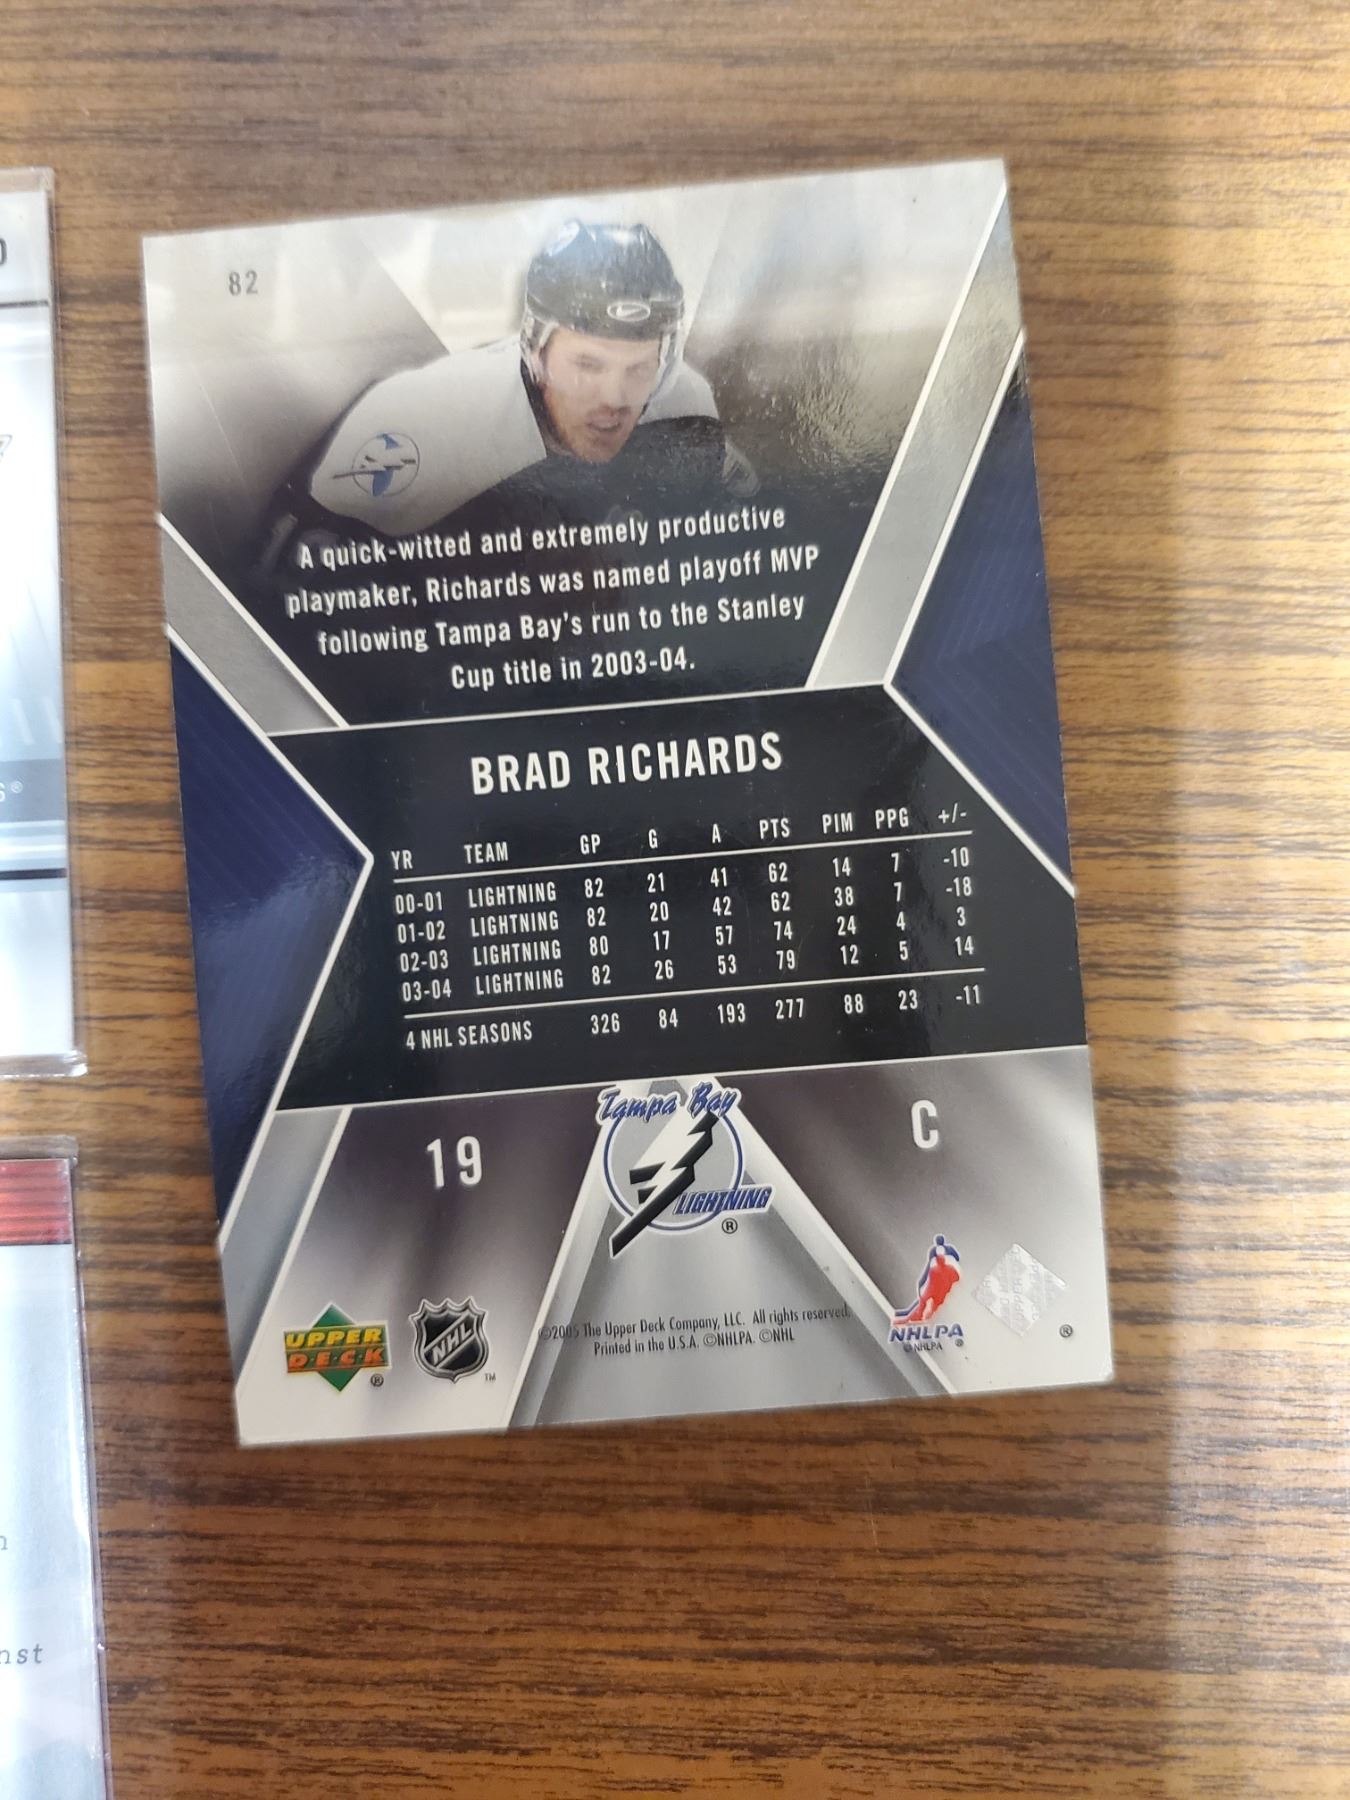 82
A quick-witted and extremely productive
playmaker, Richards was named playoff MVP
following Tampa Bay's run to the Stanley
Cup title in 2003-04.
BRAD RICHARDS
YR TEAM GP G A PTS PIM PPG +/-
00-01 LIGHTNING 82 21 41 62 14 7 -10
01-02 LIGHTNING 82 20 42 62 38 7 -18
02-03 LIGHTNING 80 17 57 74 24 4 3
03-04 LIGHTNING 82 26 53 79 12 5 14
4 NHL SEASONS 326 84 193 277 88 23 -11
19
C
Tampa Bay
LIGHTNING
®
UPPER
DECK
®
NHL
™
©2005 The Upper Deck Company, LLC. All rights reserved.
Printed in the U.S.A. ©NHLPA. ©NHL
NHLPA
©NHLPA ®
®
nst